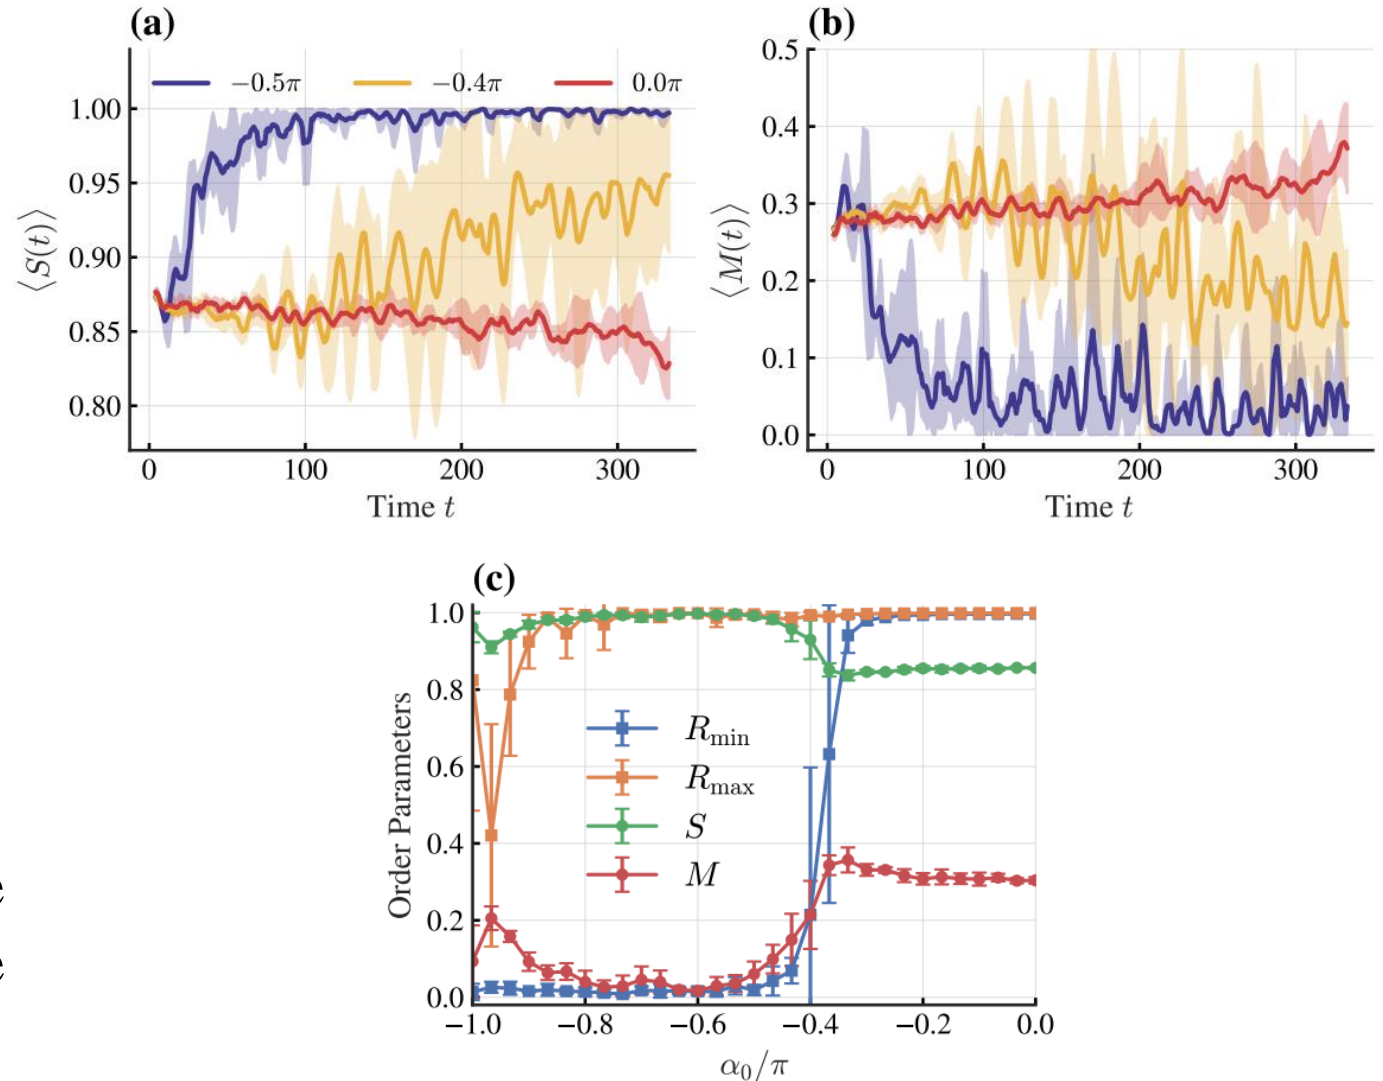 (a)
−0.5π −0.4π 0.0π
1.00
0.95
0.90
0.85
0.80
⟨S(t)⟩
0 100 200 300
Time t
(b)
0.5
0.4
0.3
0.2
0.1
0.0
⟨M(t)⟩
0 100 200 300
Time t
(c)
1.0
0.8
0.6
0.4
0.2
0.0
Order Parameters
R_min
R_max
S
M
−1.0 −0.8 −0.6 −0.4 −0.2 0.0
α₀/π
e
e